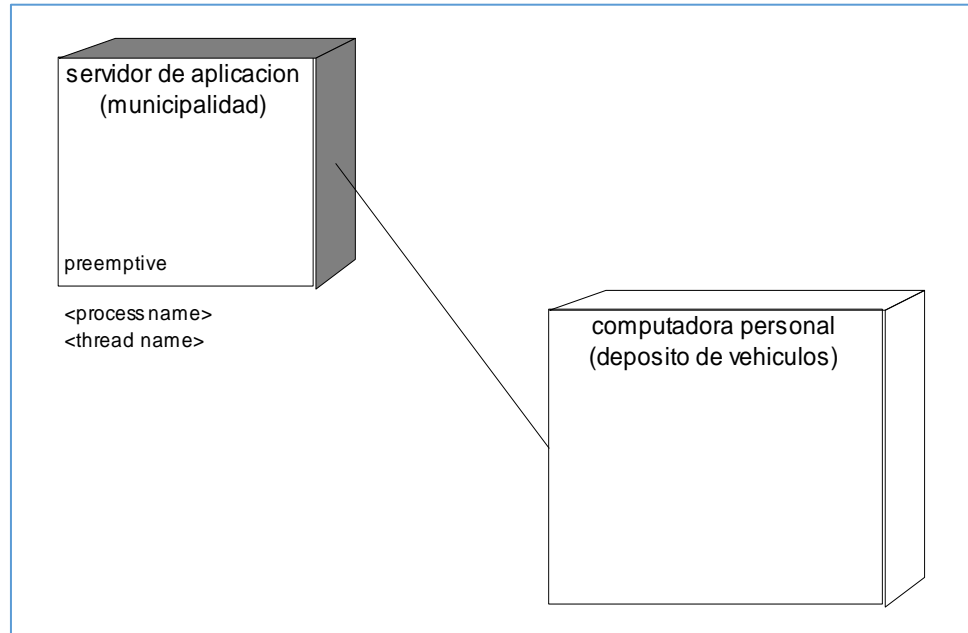 servidor de aplicacion
(municipalidad)
preemptive
<process name>
<thread name>
computadora personal
(deposito de vehiculos)